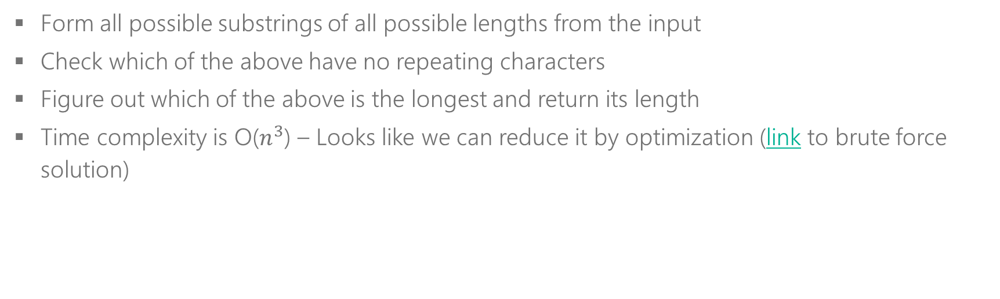 ▪ Form all possible substrings of all possible lengths from the input
▪ Check which of the above have no repeating characters
▪ Figure out which of the above is the longest and return its length
▪ Time complexity is O(𝑛³) – Looks like we can reduce it by optimization (link to brute force
solution)